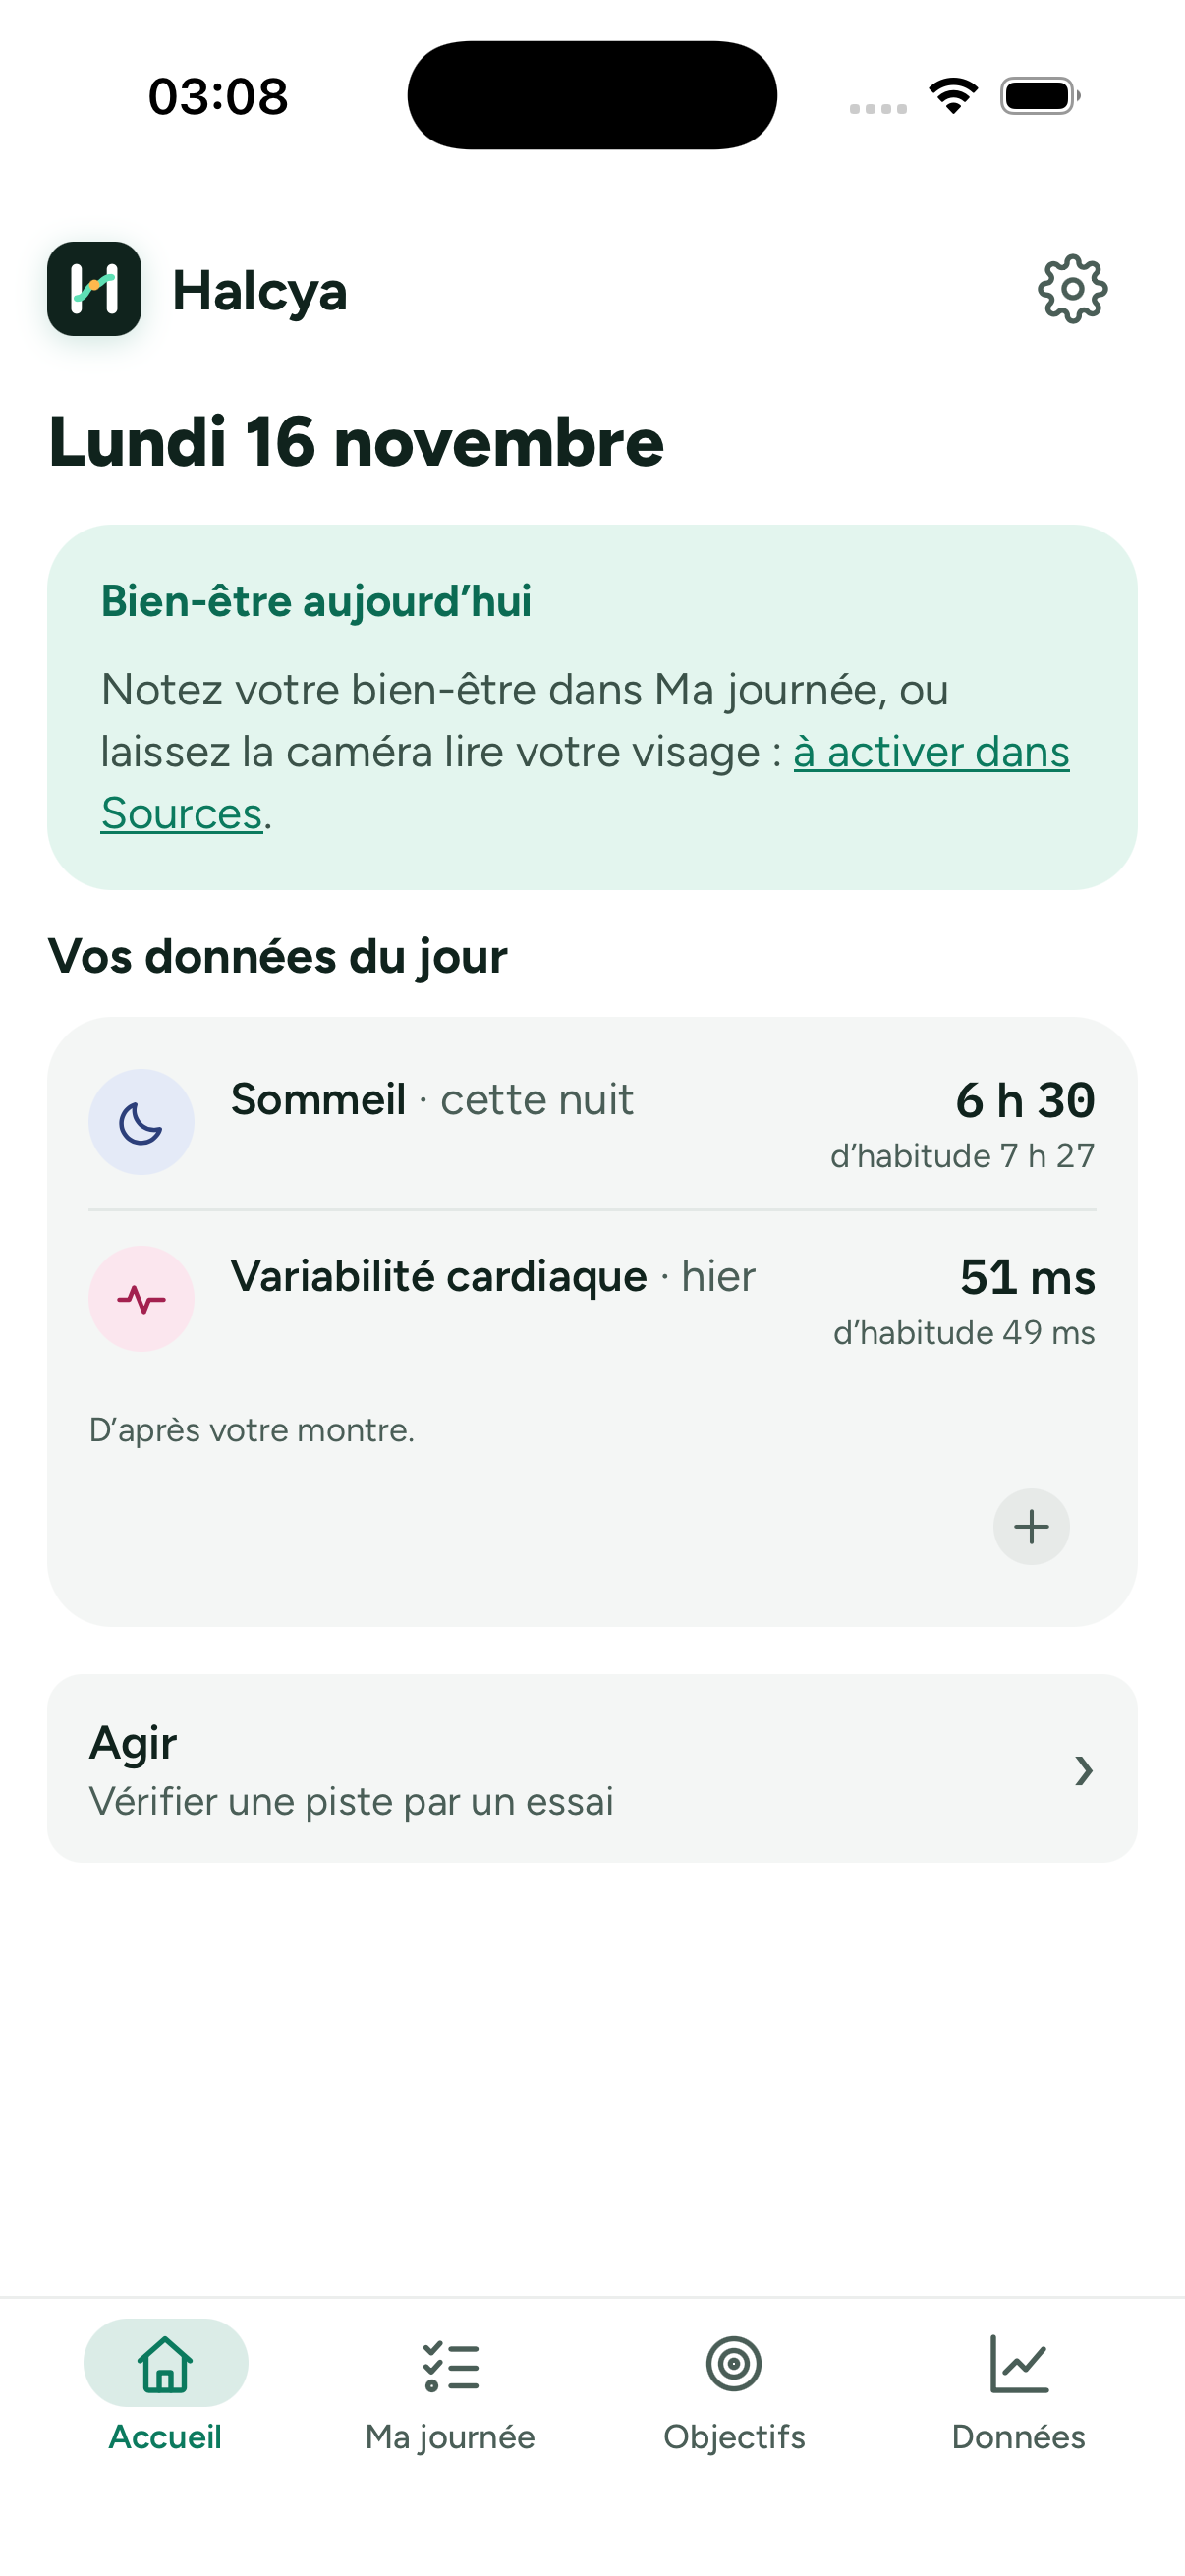 03:08
Halcya
Lundi 16 novembre
Bien-être aujourd’hui
Notez votre bien-être dans Ma journée, ou
laissez la caméra lire votre visage : à activer dans
Sources.
Vos données du jour
Sommeil · cette nuit
6 h 30
d’habitude 7 h 27
Variabilité cardiaque · hier
51 ms
d’habitude 49 ms
D’après votre montre.
Agir
Vérifier une piste par un essai
Accueil
Ma journée
Objectifs
Données